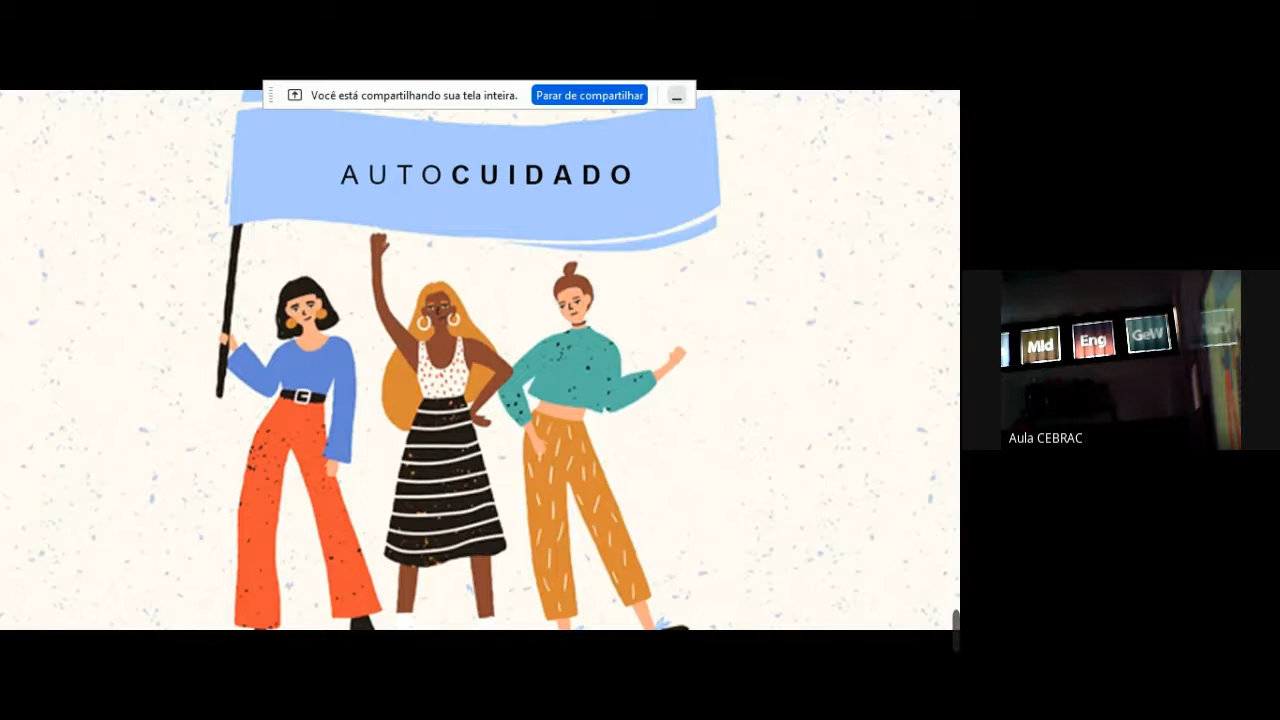 Você está compartilhando sua tela inteira. Parar de compartilhar
AUTOCUIDADO
Mld Eng GeW
Aula CEBRAC